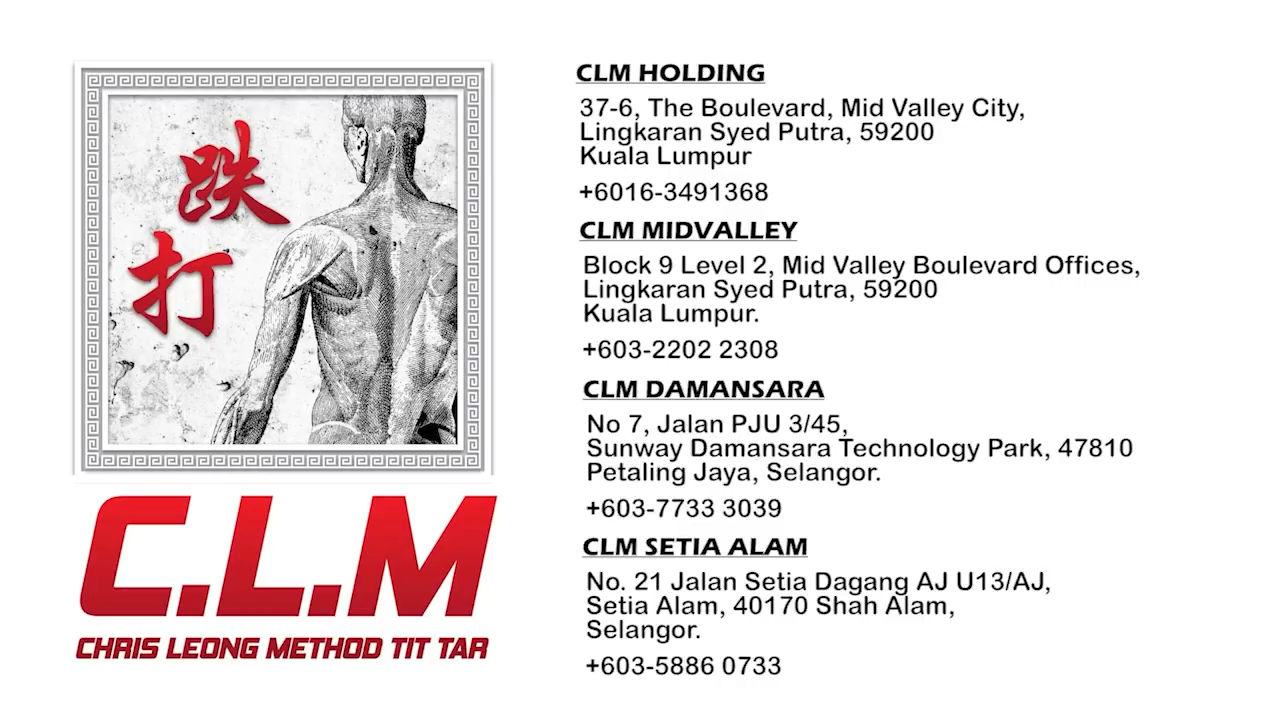 跌
打
C.L.M
CHRIS LEONG METHOD TIT TAR
CLM HOLDING
37-6, The Boulevard, Mid Valley City,
Lingkaran Syed Putra, 59200
Kuala Lumpur
+6016-3491368
CLM MIDVALLEY
Block 9 Level 2, Mid Valley Boulevard Offices,
Lingkaran Syed Putra, 59200
Kuala Lumpur.
+603-2202 2308
CLM DAMANSARA
No 7, Jalan PJU 3/45,
Sunway Damansara Technology Park, 47810
Petaling Jaya, Selangor.
+603-7733 3039
CLM SETIA ALAM
No. 21 Jalan Setia Dagang AJ U13/AJ,
Setia Alam, 40170 Shah Alam,
Selangor.
+603-5886 0733